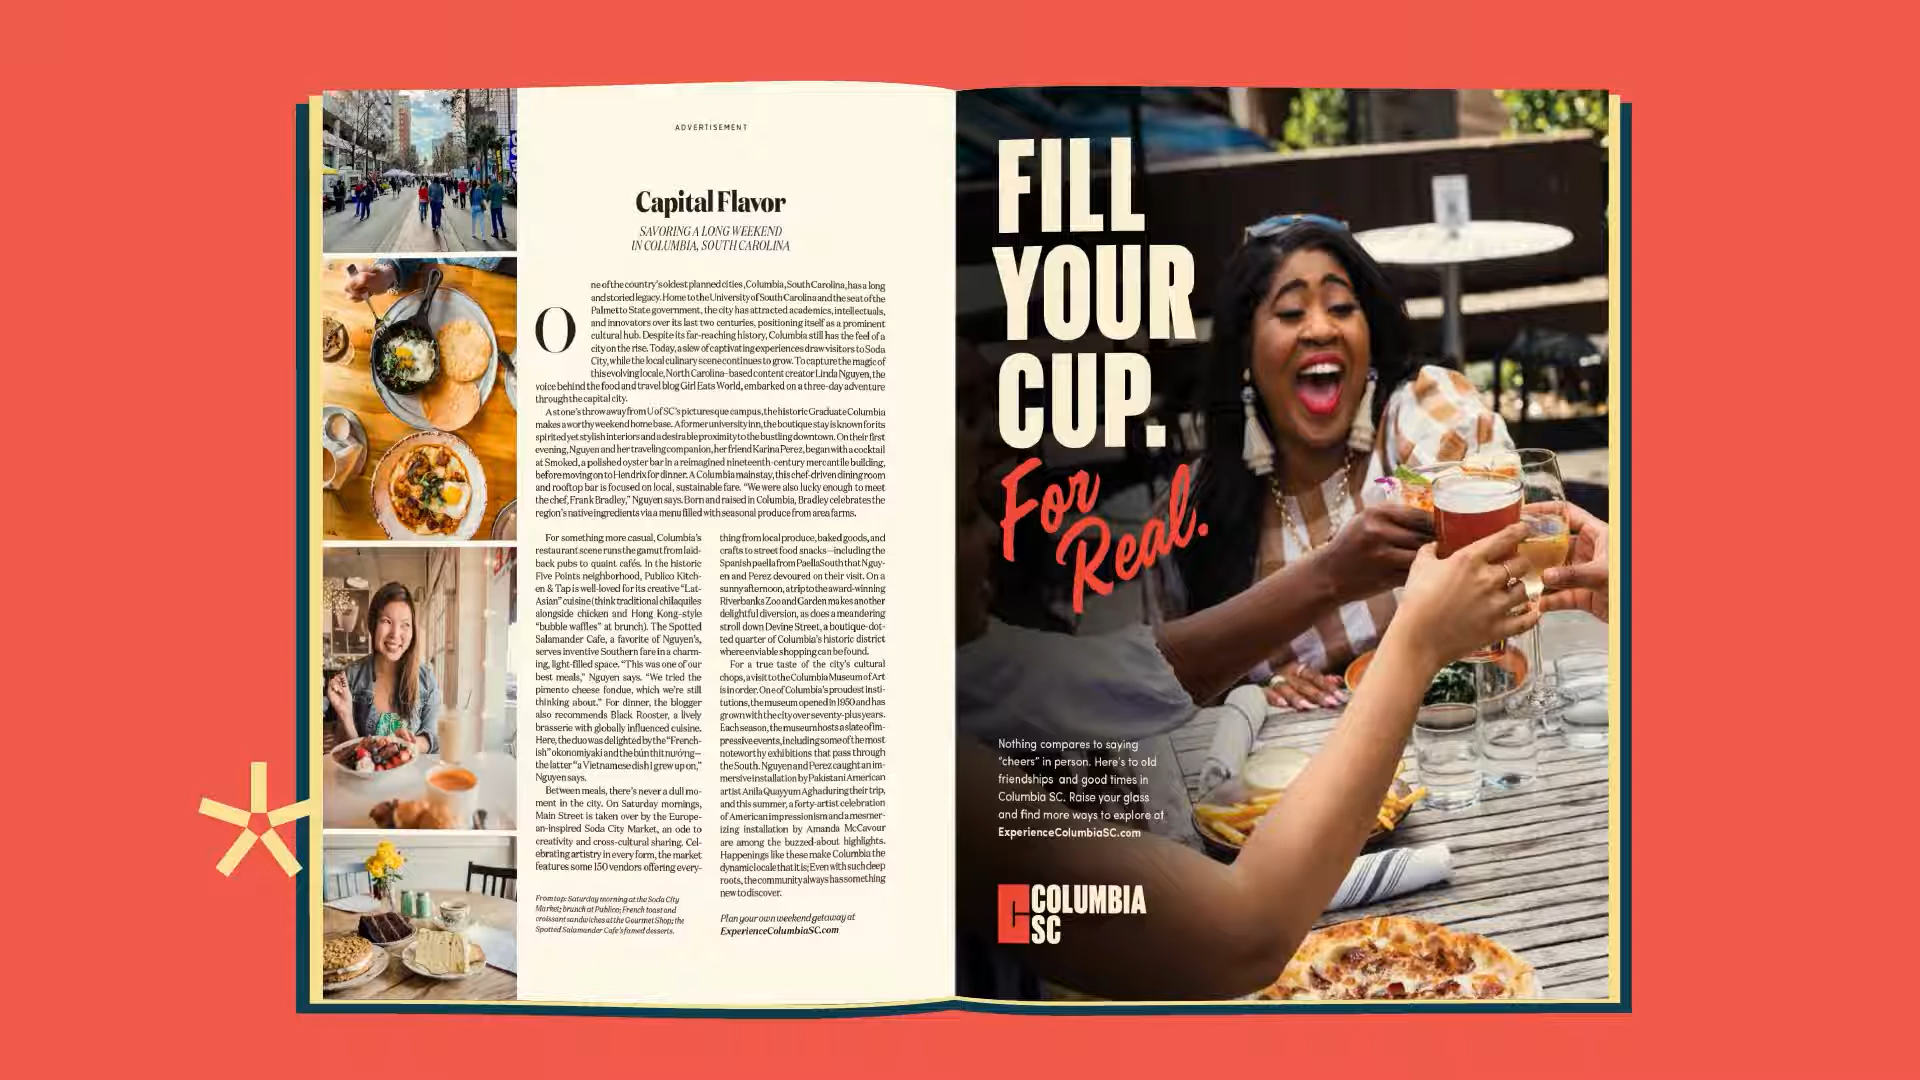 ADVERTISEMENT
Capital Flavor
SAVORING A LONG WEEKEND
IN COLUMBIA, SOUTH CAROLINA
One of the country's oldest planned cities, Columbia, South Carolina, has a long
and storied legacy. Home to the University of South Carolina and the seat of the
Palmetto State government, the city has attracted academics, intellectuals,
and innovators over its last two centuries, positioning itself as a prominent
cultural hub. Despite its far-reaching history, Columbia still has the feel of a
city on the rise. Today, a slew of captivating experiences draw visitors to Soda
City, while the local culinary scene continues to grow. To capture the magic of
this evolving locale, North Carolina–based content creator Linda Nguyen, the
voice behind the food and travel blog Girl Eats World, embarked on a three-day adventure
through the capital city.
A stone's throw away from U of SC's picturesque campus, the historic Graduate Columbia
makes a worthy weekend home base. A former university inn, the boutique stay is known for its
spirited yet stylish interiors and a desirable proximity to the bustling downtown. On their first
evening, Nguyen and her traveling companion, her friend Karina Perez, began with a cocktail
at Smoked, a polished oyster bar in a reimagined nineteenth-century mercantile building,
before moving on to Hendrix for dinner. A Columbia mainstay, this chef-driven dining room
and rooftop bar is focused on local, sustainable fare. "We were also lucky enough to meet
the chef, Frank Bradley," Nguyen says. Born and raised in Columbia, Bradley celebrates the
region's native ingredients via a menu filled with seasonal produce from area farms.
For something more casual, Columbia's
restaurant scene runs the gamut from laid-
back pubs to quaint cafés. In the historic
Five Points neighborhood, Publico Kitch-
en & Tap is well-loved for its creative "Lat-
Asian" cuisine (think traditional chilaquiles
alongside chicken and Hong Kong–style
"bubble waffles" at brunch). The Spotted
Salamander Cafe, a favorite of Nguyen's,
serves inventive Southern fare in a charm-
ing, light-filled space. "This was one of our
best meals," Nguyen says. "We tried the
pimento cheese fondue, which we're still
thinking about." For dinner, the blogger
also recommends Black Rooster, a lively
brasserie with globally influenced cuisine.
Here, the duo was delighted by the "French-
ish" okonomiyaki and the bún thịt nướng—
the latter "a Vietnamese dish I grew up on,"
Nguyen says.
Between meals, there's never a dull mo-
ment in the city. On Saturday mornings,
Main Street is taken over by the Europe-
an-inspired Soda City Market, an ode to
creativity and cross-cultural sharing. Cel-
ebrating artistry in every form, the market
features some 150 vendors offering every-
thing from local produce, baked goods, and
crafts to street food snacks—including the
Spanish paella from PaellaSouth that Nguy-
en and Perez devoured on their visit. On a
sunny afternoon, a trip to the award-winning
Riverbanks Zoo and Garden makes another
delightful diversion, as does a meandering
stroll down Devine Street, a boutique-dot-
ted quarter of Columbia's historic district
where enviable shopping can be found.
For a true taste of the city's cultural
chops, a visit to the Columbia Museum of Art
is in order. One of Columbia's proudest insti-
tutions, the museum opened in 1950 and has
grown with the city over seventy-plus years.
Each season, the museum hosts a slate of im-
pressive events, including some of the most
noteworthy exhibitions that pass through
the South. Nguyen and Perez caught an im-
mersive installation by Pakistani American
artist Anila Quayyum Agha during their trip,
and this summer, a forty-artist celebration
of American impressionism and a mesmer-
izing installation by Amanda McCavour
are among the buzzed-about highlights.
Happenings like these make Columbia the
dynamic locale that it is; Even with such deep
roots, the community always has something
new to discover.
From top: Saturday morning at the Soda City
Market; brunch at Publico; French toast and
croissant sandwiches at the Gourmet Shop; the
Spotted Salamander Cafe's famed desserts.
Plan your own weekend getaway at
ExperienceColumbiaSC.com
FILL
YOUR
CUP.
For
Real.
Nothing compares to saying
"cheers" in person. Here's to old
friendships and good times in
Columbia SC. Raise your glass
and find more ways to explore at
ExperienceColumbiaSC.com
COLUMBIA
SC